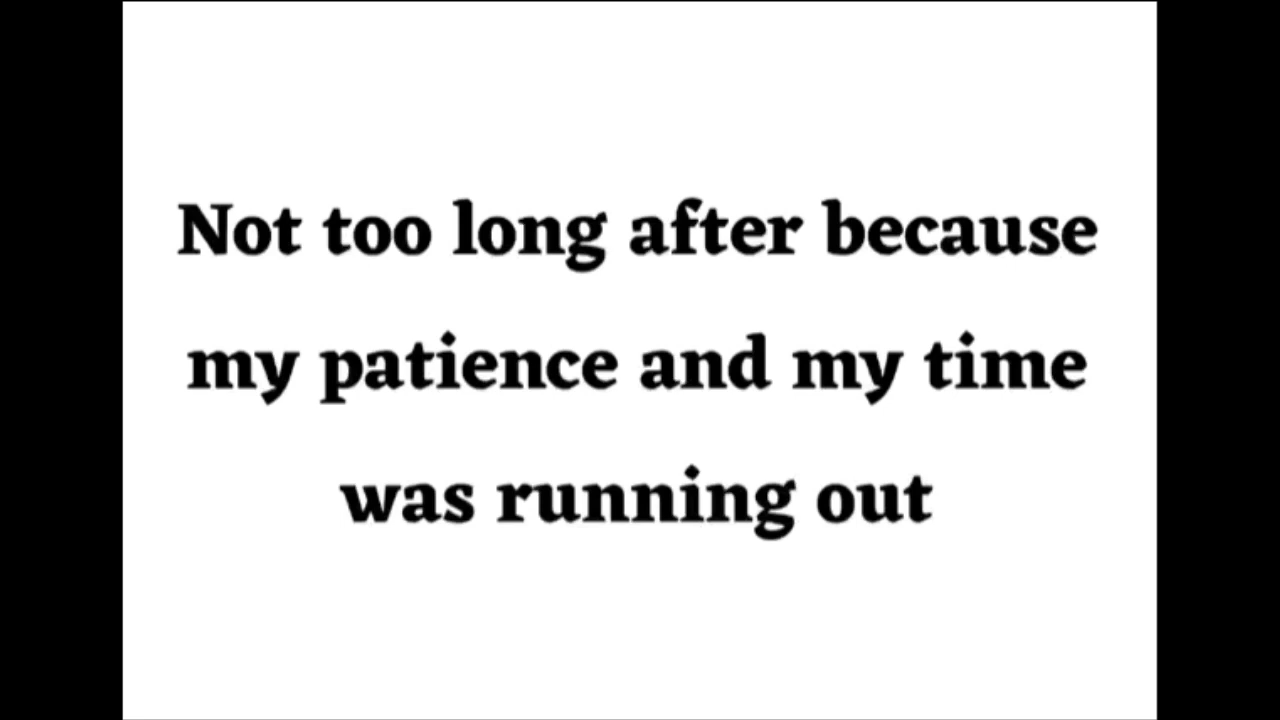 Not too long after because
my patience and my time
was running out